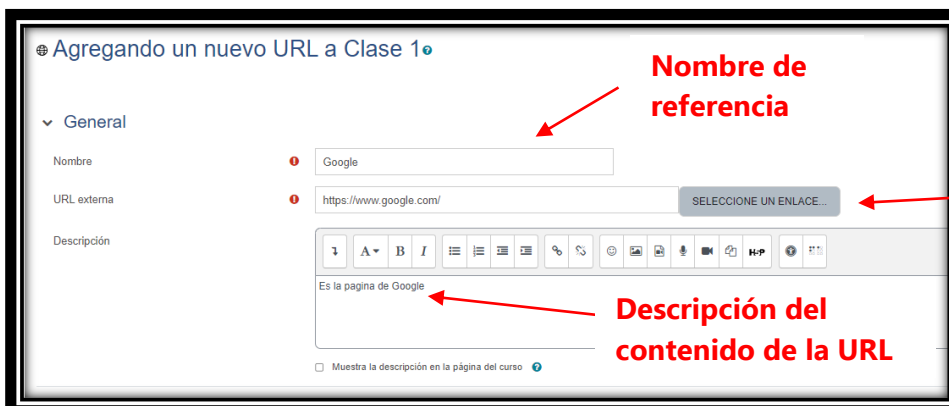 Agregando un nuevo URL a Clase 1
Nombre de
referencia
General
Nombre
Google
URL externa
https://www.google.com/
SELECCIONE UN ENLACE...
Descripción
A B I
H-P
Es la pagina de Google
Descripción del
contenido de la URL
Muestra la descripción en la página del curso